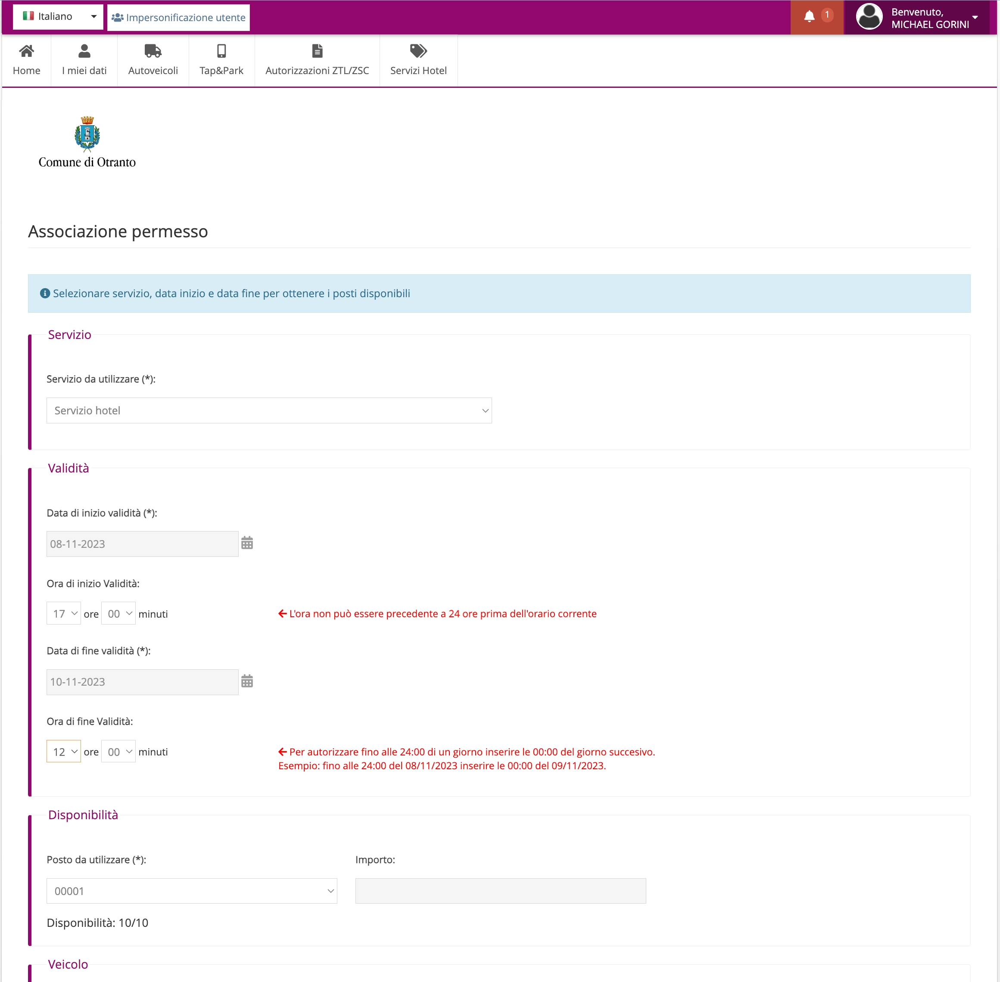 Italiano
Impersonificazione utente
1
Benvenuto,
MICHAEL GORINI
Home
I miei dati
Autoveicoli
Tap&Park
Autorizzazioni ZTL/ZSC
Servizi Hotel
Comune di Otranto
Associazione permesso
Selezionare servizio, data inizio e data fine per ottenere i posti disponibili
Servizio
Servizio da utilizzare (*):
Servizio hotel
Validità
Data di inizio validità (*):
08-11-2023
Ora di inizio Validità:
17 ore 00 minuti
L'ora non può essere precedente a 24 ore prima dell'orario corrente
Data di fine validità (*):
10-11-2023
Ora di fine Validità:
12 ore 00 minuti
Per autorizzare fino alle 24:00 di un giorno inserire le 00:00 del giorno succesivo.
Esempio: fino alle 24:00 del 08/11/2023 inserire le 00:00 del 09/11/2023.
Disponibilità
Posto da utilizzare (*):
Importo:
00001
Disponibilità: 10/10
Veicolo